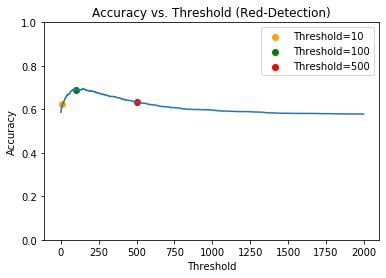 Accuracy vs. Threshold (Red-Detection)
1.0
0.8
0.6
0.4
0.2
0.0
Accuracy
Threshold=10
Threshold=100
Threshold=500
0 250 500 750 1000 1250 1500 1750 2000
Threshold